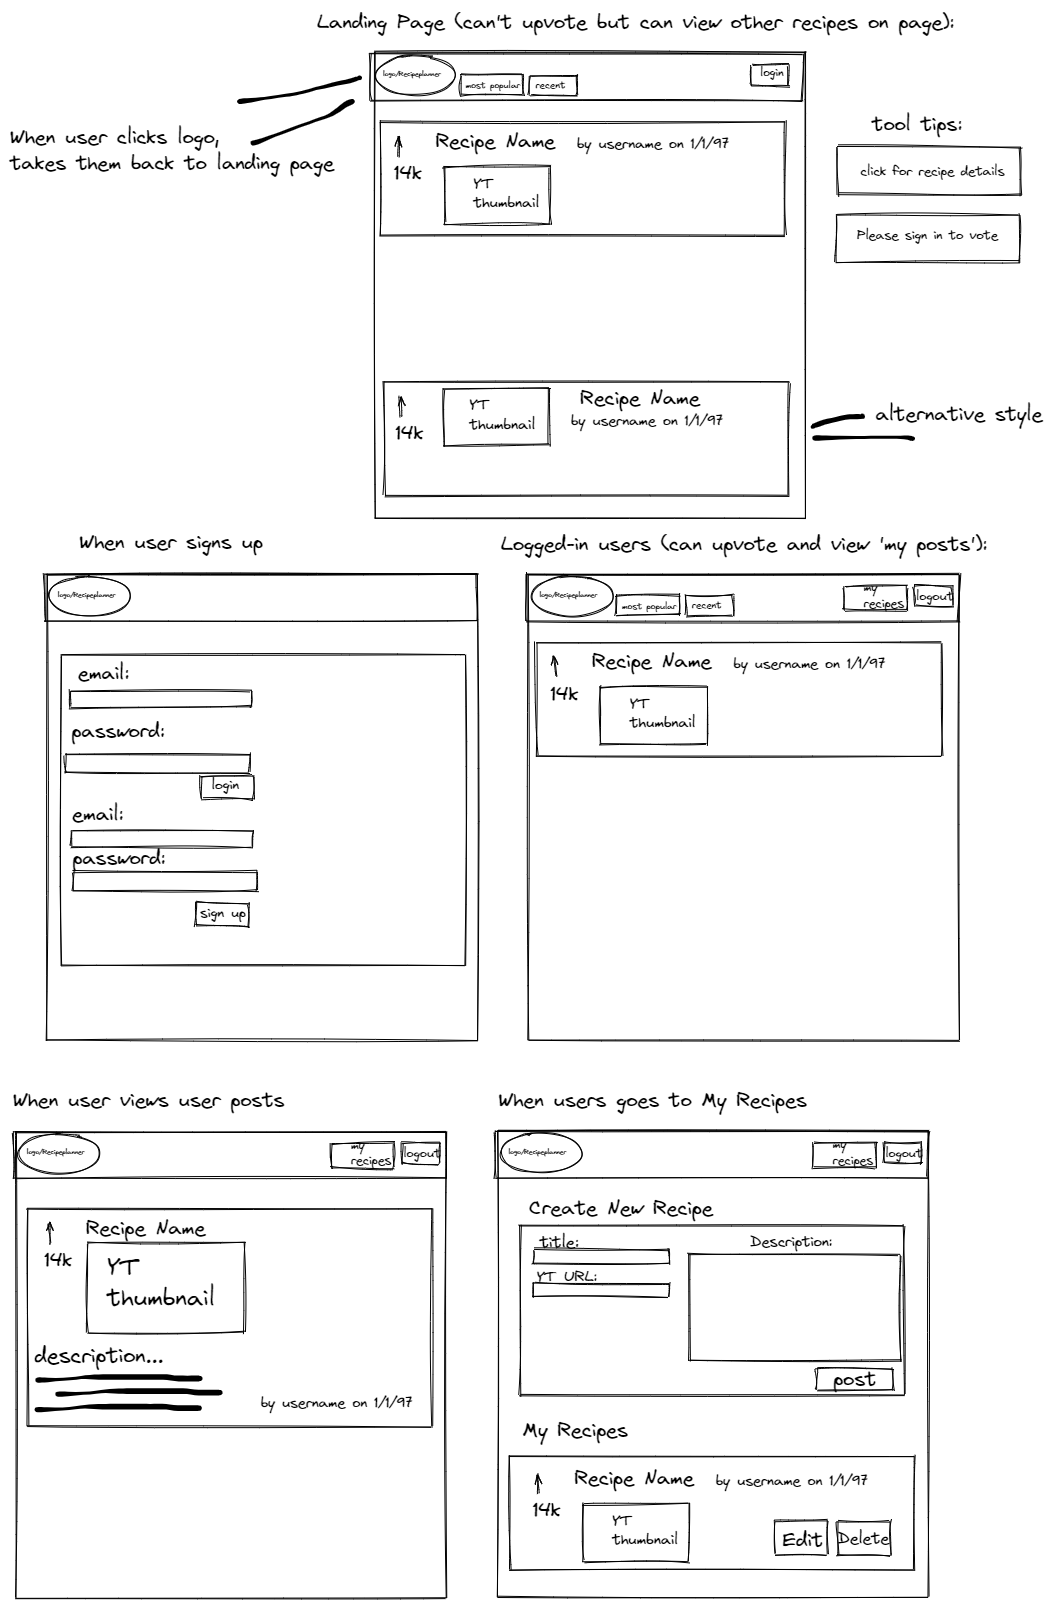 Landing Page (can't upvote but can view other recipes on page):
logo/Recipeplanner
most popular
recent
login
When user clicks logo,
takes them back to landing page
14k
Recipe Name
by username on 1/1/97
YT
thumbnail
tool tips:
click for recipe details
Please sign in to vote
14k
YT
thumbnail
Recipe Name
by username on 1/1/97
alternative style
When user signs up
logo/Recipeplanner
email:
password:
login
email:
password:
sign up
Logged-in users (can upvote and view 'my posts'):
logo/Recipeplanner
most popular
recent
my
recipes
logout
14k
Recipe Name
by username on 1/1/97
YT
thumbnail
When user views user posts
logo/Recipeplanner
my
recipes
logout
14k
Recipe Name
YT
thumbnail
description...
by username on 1/1/97
When users goes to My Recipes
logo/Recipeplanner
my
recipes
logout
Create New Recipe
title:
YT URL:
Description:
post
My Recipes
14k
Recipe Name
by username on 1/1/97
YT
thumbnail
Edit
Delete